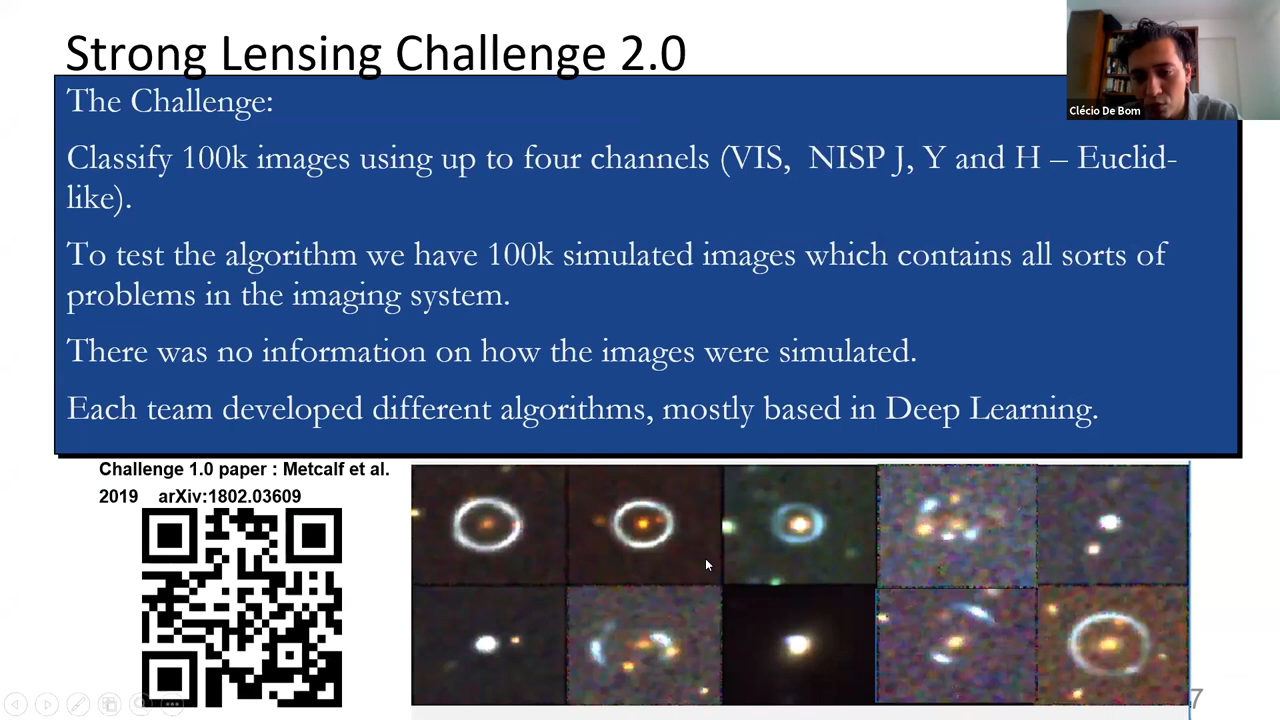 Strong Lensing Challenge 2.0
Clécio De Bom
The Challenge:
Classify 100k images using up to four channels (VIS, NISP J, Y and H – Euclid-
like).
To test the algorithm we have 100k simulated images which contains all sorts of
problems in the imaging system.
There was no information on how the images were simulated.
Each team developed different algorithms, mostly based in Deep Learning.
Challenge 1.0 paper : Metcalf et al.
2019 arXiv:1802.03609
7